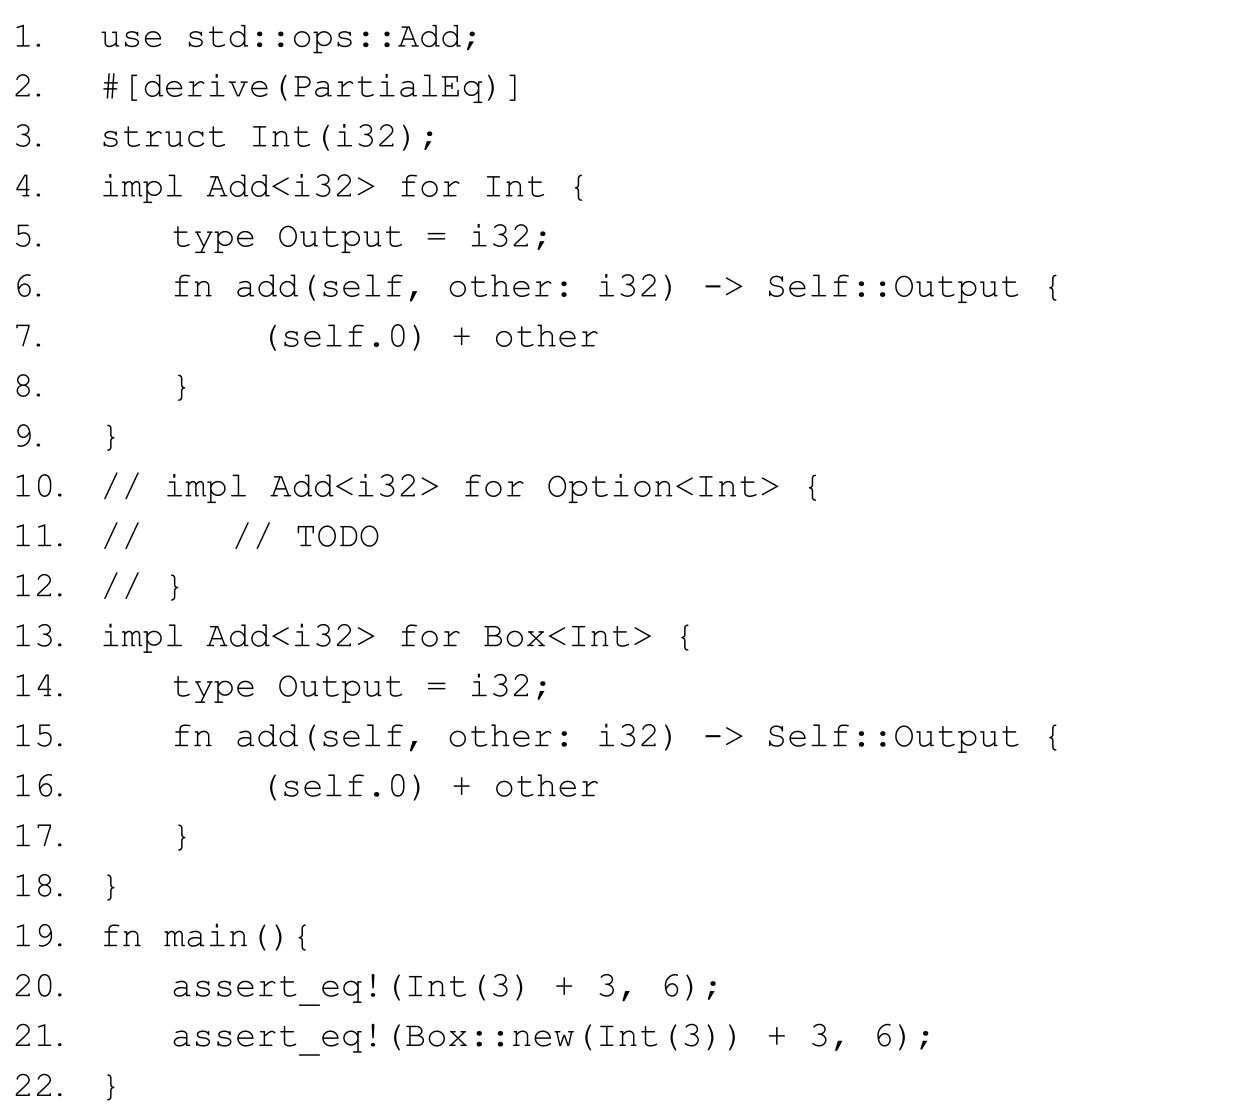 1. use std::ops::Add;
2. #[derive(PartialEq)]
3. struct Int(i32);
4. impl Add<i32> for Int {
5.     type Output = i32;
6.     fn add(self, other: i32) -> Self::Output {
7.         (self.0) + other
8.     }
9. }
10. // impl Add<i32> for Option<Int> {
11. //     // TODO
12. // }
13. impl Add<i32> for Box<Int> {
14.     type Output = i32;
15.     fn add(self, other: i32) -> Self::Output {
16.         (self.0) + other
17.     }
18. }
19. fn main(){
20.     assert_eq!(Int(3) + 3, 6);
21.     assert_eq!(Box::new(Int(3)) + 3, 6);
22. }